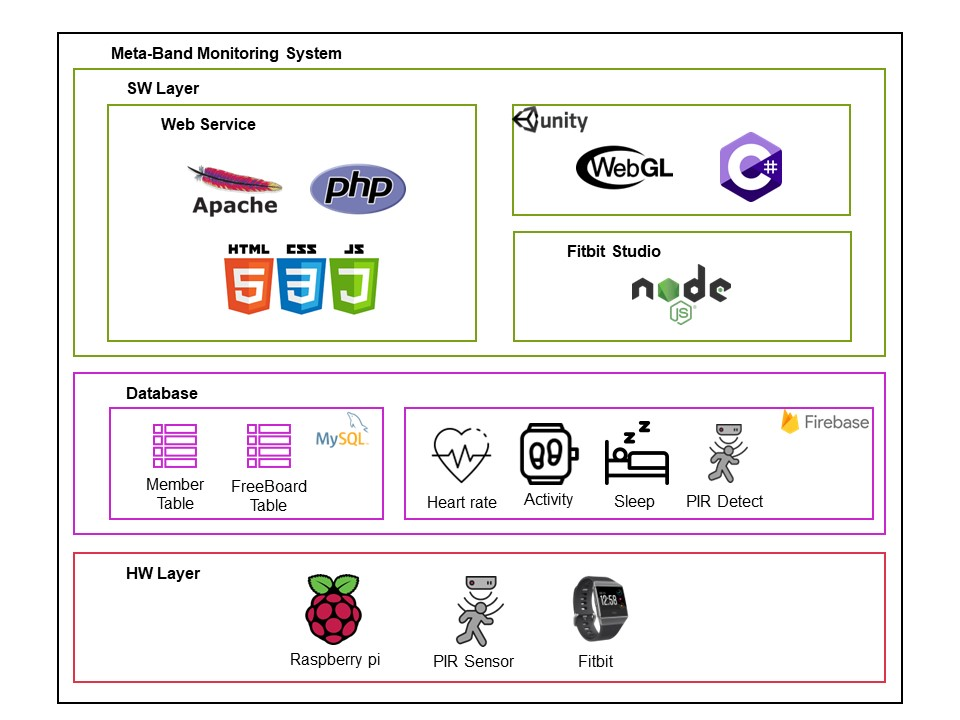 Meta-Band Monitoring System
SW Layer
Web Service
Apache
php
HTML CSS JS
5 3 J
unity
WebGL
C#
Fitbit Studio
node
JS
Database
Member
Table
FreeBoard
Table
MySQL
Heart rate
Activity
Sleep
PIR Detect
Firebase
HW Layer
Raspberry pi
PIR Sensor
12:58
Fitbit